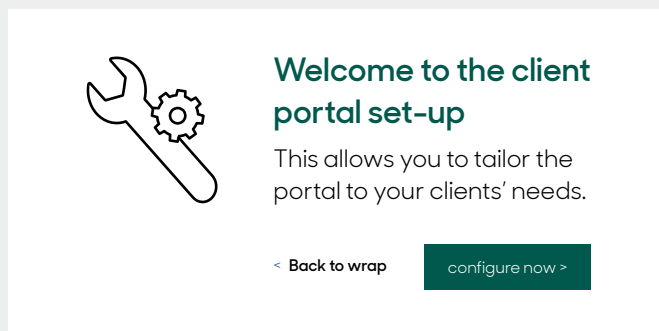 Welcome to the client
portal set-up
This allows you to tailor the
portal to your clients’ needs.
< Back to wrap
configure now >